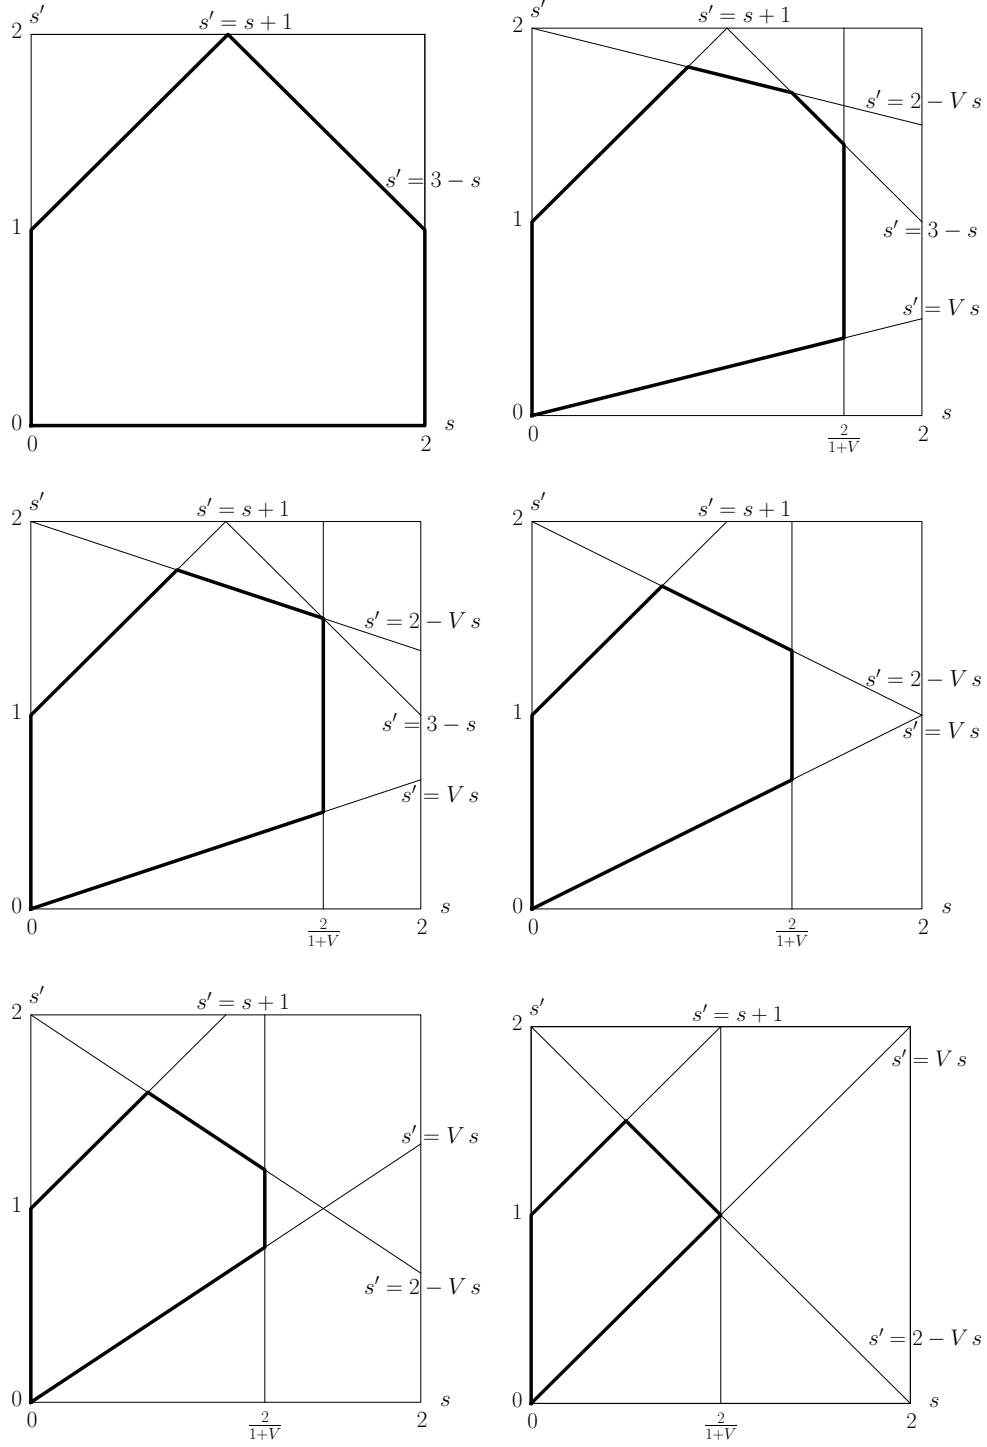 s′
s′ = s + 1
2
s′ = 3 − s
1
0
s
0
2
s′
s′ = s + 1
s′ = 2 − V s
1
s′ = 3 − s
s′ = V s
0
s
0
2/(1+V)
2
s′
s′ = s + 1
2
s′ = 2 − V s
1
s′ = 3 − s
s′ = V s
0
s
0
2/(1+V)
2
s′
s′ = s + 1
2
s′ = 2 − V s
1
s′ = V s
0
s
0
2/(1+V)
2
s′
s′ = s + 1
2
s′ = V s
1
s′ = 2 − V s
0
s
0
2/(1+V)
2
s′
s′ = s + 1
2
s′ = V s
1
s′ = 2 − V s
0
s
0
2/(1+V)
2